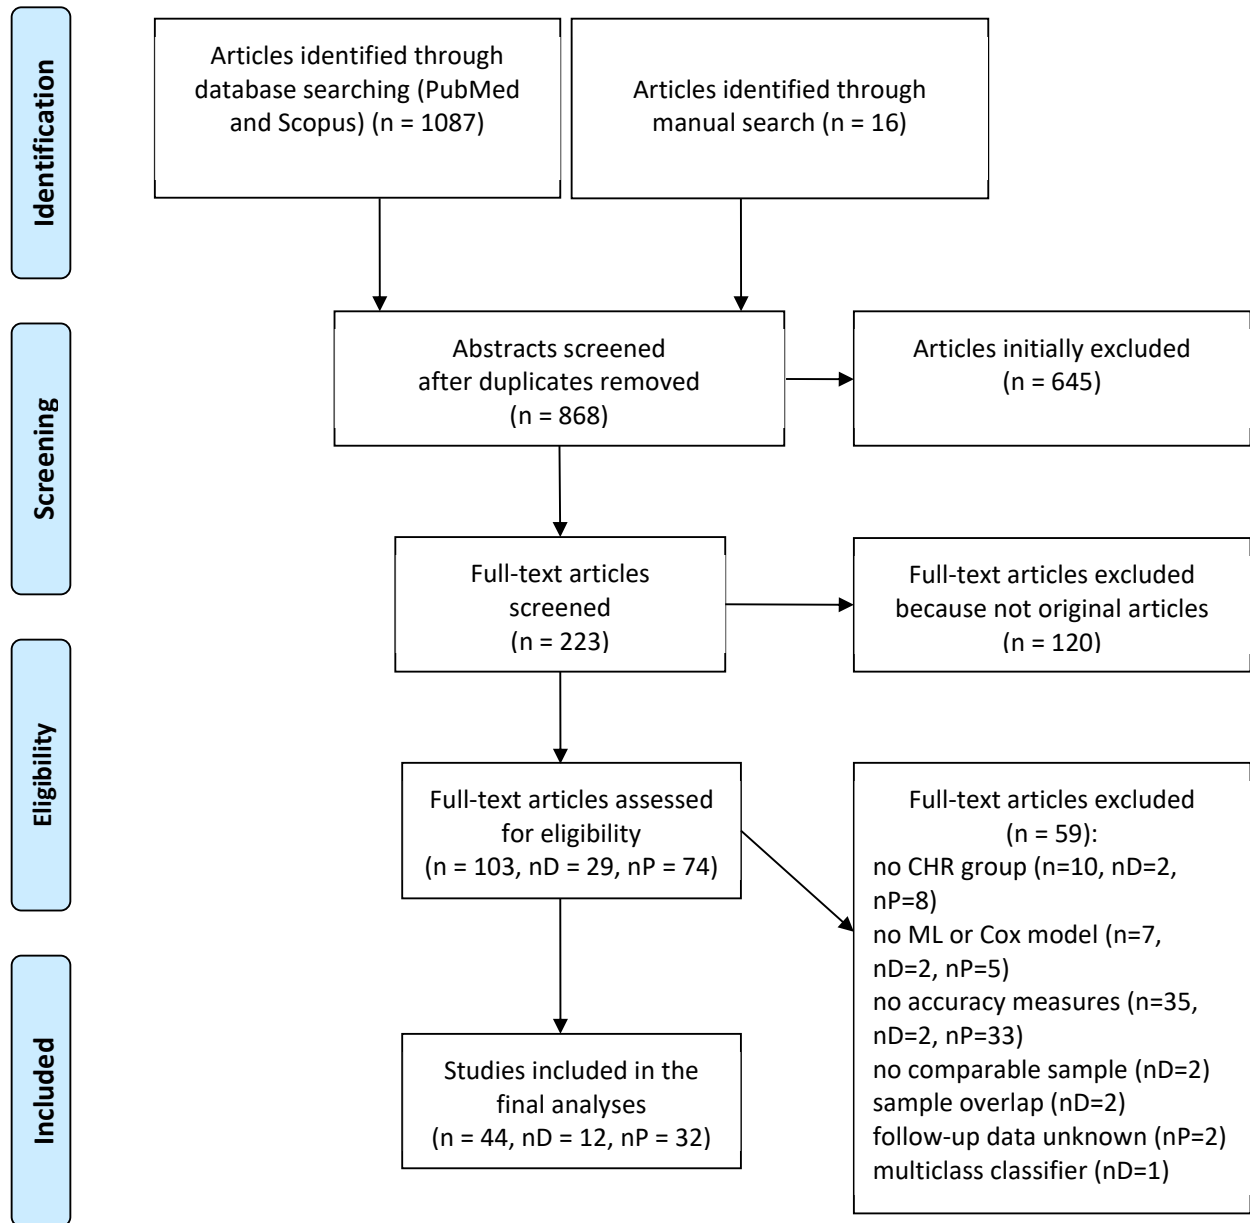 Identification
Articles identified through
database searching (PubMed
and Scopus) (n = 1087)
Articles identified through
manual search (n = 16)
Screening
Abstracts screened
after duplicates removed
(n = 868)
Articles initially excluded
(n = 645)
Full-text articles
screened
(n = 223)
Full-text articles excluded
because not original articles
(n = 120)
Eligibility
Full-text articles assessed
for eligibility
(n = 103, nD = 29, nP = 74)
Full-text articles excluded
(n = 59):
no CHR group (n=10, nD=2,
nP=8)
no ML or Cox model (n=7,
nD=2, nP=5)
no accuracy measures (n=35,
nD=2, nP=33)
no comparable sample (nD=2)
sample overlap (nD=2)
follow-up data unknown (nP=2)
multiclass classifier (nD=1)
Included
Studies included in the
final analyses
(n = 44, nD = 12, nP = 32)